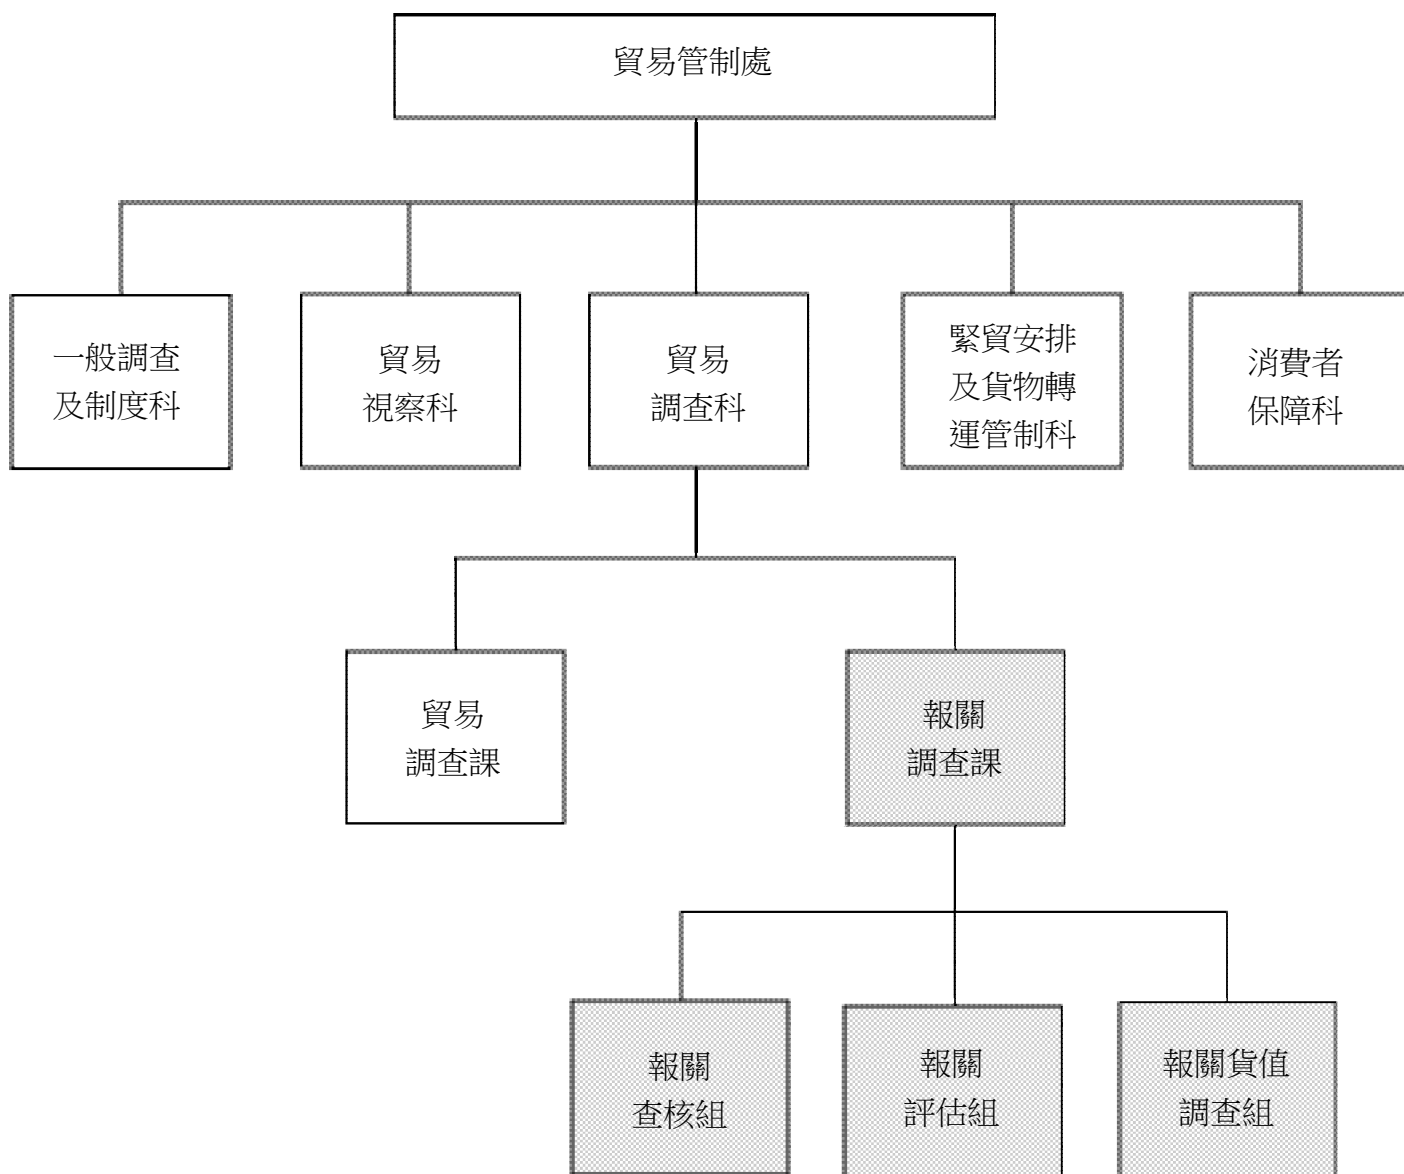 貿易管制處
一般調查
及制度科
貿易
視察科
貿易
調查科
緊貿安排
及貨物轉
運管制科
消費者
保障科
貿易
調查課
報關
調查課
報關
查核組
報關
評估組
報關貨值
調查組